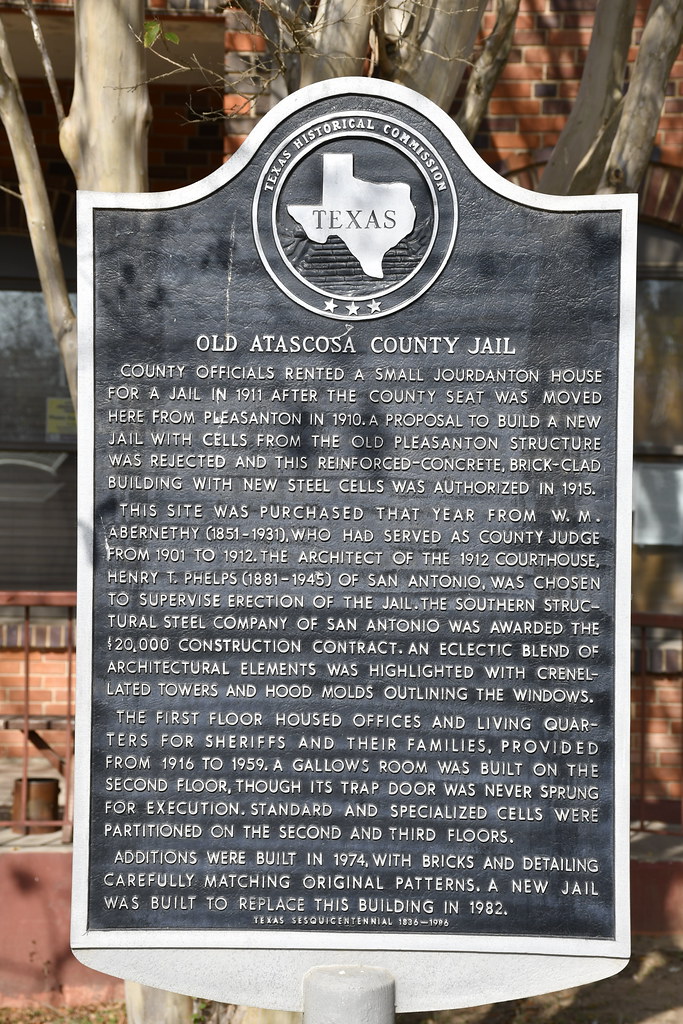 TEXAS HISTORICAL COMMISSION
TEXAS
OLD ATASCOSA COUNTY JAIL
COUNTY OFFICIALS RENTED A SMALL JOURDANTON HOUSE
FOR A JAIL IN 1911 AFTER THE COUNTY SEAT WAS MOVED
HERE FROM PLEASANTON IN 1910. A PROPOSAL TO BUILD A NEW
JAIL WITH CELLS FROM THE OLD PLEASANTON STRUCTURE
WAS REJECTED AND THIS REINFORCED-CONCRETE, BRICK-CLAD
BUILDING WITH NEW STEEL CELLS WAS AUTHORIZED IN 1915.
THIS SITE WAS PURCHASED THAT YEAR FROM W. M.
ABERNETHY (1851-1931), WHO HAD SERVED AS COUNTY JUDGE
FROM 1901 TO 1912. THE ARCHITECT OF THE 1912 COURTHOUSE,
HENRY T. PHELPS (1881-1945) OF SAN ANTONIO, WAS CHOSEN
TO SUPERVISE ERECTION OF THE JAIL. THE SOUTHERN STRUC-
TURAL STEEL COMPANY OF SAN ANTONIO WAS AWARDED THE
$20,000 CONSTRUCTION CONTRACT. AN ECLECTIC BLEND OF
ARCHITECTURAL ELEMENTS WAS HIGHLIGHTED WITH CRENEL-
LATED TOWERS AND HOOD MOLDS OUTLINING THE WINDOWS.
THE FIRST FLOOR HOUSED OFFICES AND LIVING QUAR-
TERS FOR SHERIFFS AND THEIR FAMILIES, PROVIDED
FROM 1916 TO 1959. A GALLOWS ROOM WAS BUILT ON THE
SECOND FLOOR, THOUGH ITS TRAP DOOR WAS NEVER SPRUNG
FOR EXECUTION. STANDARD AND SPECIALIZED CELLS WERE
PARTITIONED ON THE SECOND AND THIRD FLOORS.
ADDITIONS WERE BUILT IN 1974, WITH BRICKS AND DETAILING
CAREFULLY MATCHING ORIGINAL PATTERNS. A NEW JAIL
WAS BUILT TO REPLACE THIS BUILDING IN 1982.
TEXAS SESQUICENTENNIAL 1836-1986